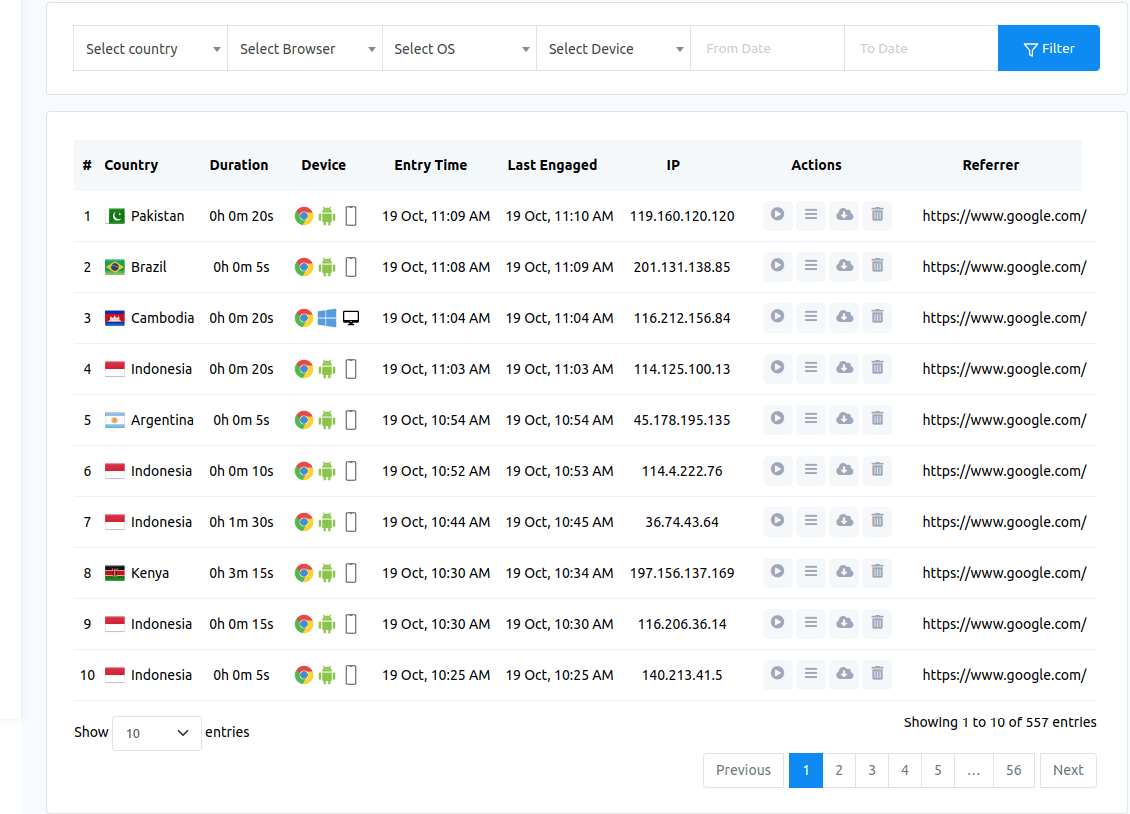 Select country Select Browser Select OS Select Device From Date To Date Filter
# Country Duration Device Entry Time Last Engaged IP Actions Referrer
1 Pakistan 0h 0m 20s 19 Oct, 11:09 AM 19 Oct, 11:10 AM 119.160.120.120 https://www.google.com/
2 Brazil 0h 0m 5s 19 Oct, 11:08 AM 19 Oct, 11:09 AM 201.131.138.85 https://www.google.com/
3 Cambodia 0h 0m 20s 19 Oct, 11:04 AM 19 Oct, 11:04 AM 116.212.156.84 https://www.google.com/
4 Indonesia 0h 0m 20s 19 Oct, 11:03 AM 19 Oct, 11:03 AM 114.125.100.13 https://www.google.com/
5 Argentina 0h 0m 5s 19 Oct, 10:54 AM 19 Oct, 10:54 AM 45.178.195.135 https://www.google.com/
6 Indonesia 0h 0m 10s 19 Oct, 10:52 AM 19 Oct, 10:53 AM 114.4.222.76 https://www.google.com/
7 Indonesia 0h 1m 30s 19 Oct, 10:44 AM 19 Oct, 10:45 AM 36.74.43.64 https://www.google.com/
8 Kenya 0h 3m 15s 19 Oct, 10:30 AM 19 Oct, 10:34 AM 197.156.137.169 https://www.google.com/
9 Indonesia 0h 0m 15s 19 Oct, 10:30 AM 19 Oct, 10:30 AM 116.206.36.14 https://www.google.com/
10 Indonesia 0h 0m 5s 19 Oct, 10:25 AM 19 Oct, 10:25 AM 140.213.41.5 https://www.google.com/
Show 10 entries
Showing 1 to 10 of 557 entries
Previous 1 2 3 4 5 ... 56 Next